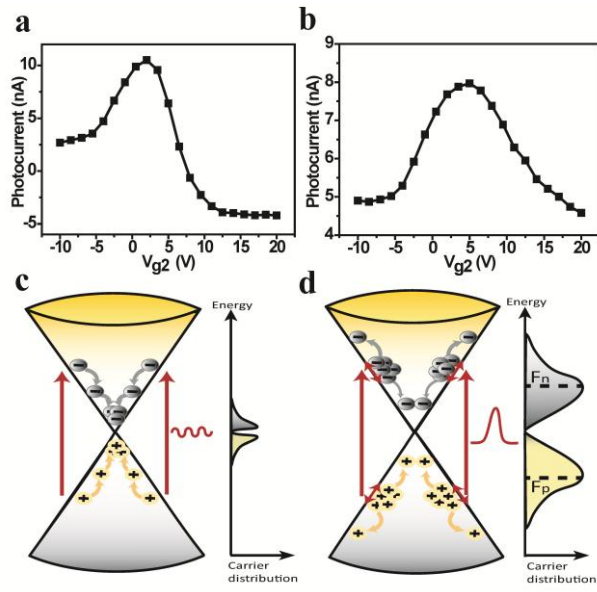 a
Photocurrent (nA)
10
5
0
-5
-10 -5 0 5 10 15 20
Vg2 (V)
b
Photocurrent (nA)
9
8
7
6
5
4
-10 -5 0 5 10 15 20
Vg2 (V)
c
Energy
Carrier
distribution
d
Energy
Fn
Fp
Carrier
distribution